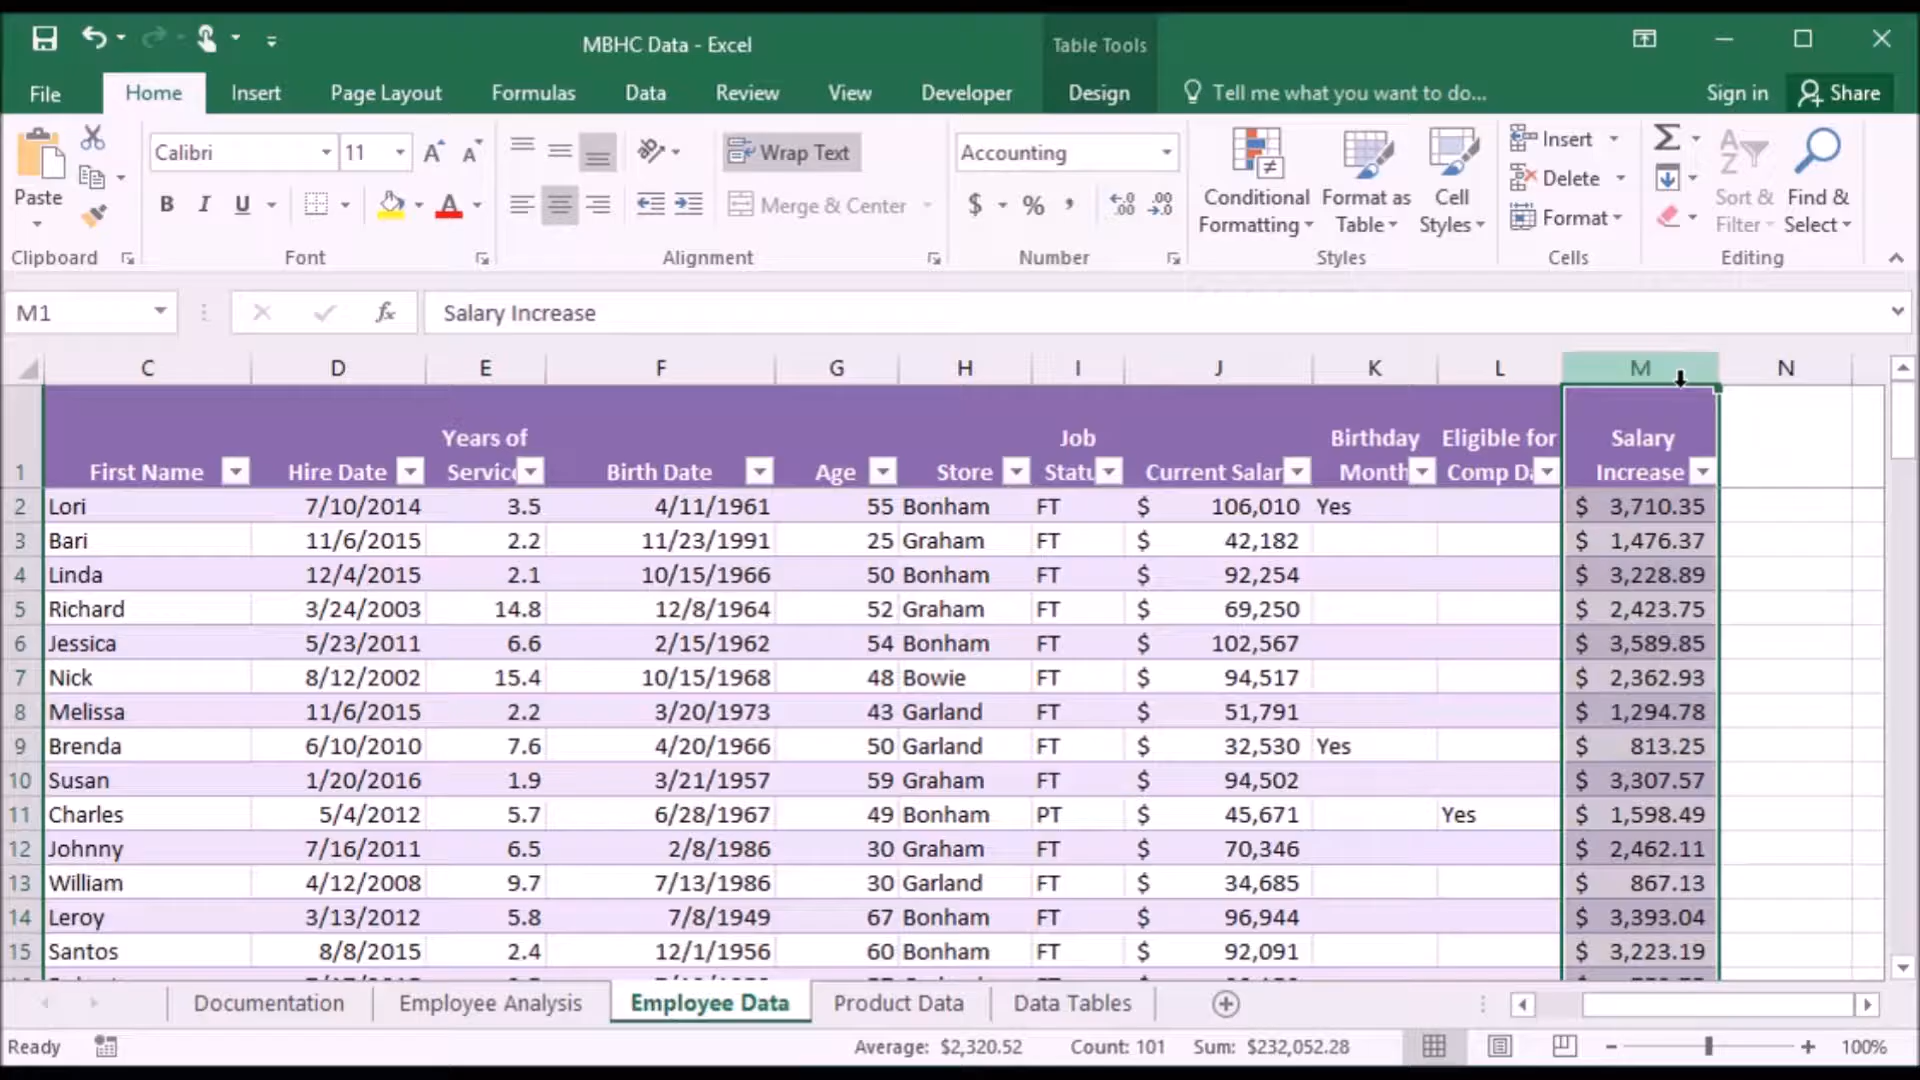 MBHC Data - Excel
Table Tools
File Home Insert Page Layout Formulas Data Review View Developer Design Tell me what you want to do... Sign in Share
Calibri 11 Wrap Text Accounting Insert
Paste Conditional Formatting Format as Table Cell Styles Delete Sort & Filter Find & Select
B I U Merge & Center $ % , Format
Clipboard Font Alignment Number Styles Cells Editing
M1 fx Salary Increase
C D E F G H I J K L M N
Years of Job Birthday Eligible for Salary
1 First Name Hire Date Service Birth Date Age Store Statu Current Salar Month Comp Da Increase
2 Lori 7/10/2014 3.5 4/11/1961 55 Bonham FT $ 106,010 Yes $ 3,710.35
3 Bari 11/6/2015 2.2 11/23/1991 25 Graham FT $ 42,182 $ 1,476.37
4 Linda 12/4/2015 2.1 10/15/1966 50 Bonham FT $ 92,254 $ 3,228.89
5 Richard 3/24/2003 14.8 12/8/1964 52 Graham FT $ 69,250 $ 2,423.75
6 Jessica 5/23/2011 6.6 2/15/1962 54 Bonham FT $ 102,567 $ 3,589.85
7 Nick 8/12/2002 15.4 10/15/1968 48 Bowie FT $ 94,517 $ 2,362.93
8 Melissa 11/6/2015 2.2 3/20/1973 43 Garland FT $ 51,791 $ 1,294.78
9 Brenda 6/10/2010 7.6 4/20/1966 50 Garland FT $ 32,530 Yes $ 813.25
10 Susan 1/20/2016 1.9 3/21/1957 59 Graham FT $ 94,502 $ 3,307.57
11 Charles 5/4/2012 5.7 6/28/1967 49 Bonham PT $ 45,671 Yes $ 1,598.49
12 Johnny 7/16/2011 6.5 2/8/1986 30 Graham FT $ 70,346 $ 2,462.11
13 William 4/12/2008 9.7 7/13/1986 30 Garland FT $ 34,685 $ 867.13
14 Leroy 3/13/2012 5.8 7/8/1949 67 Bonham FT $ 96,944 $ 3,393.04
15 Santos 8/8/2015 2.4 12/1/1956 60 Bonham FT $ 92,091 $ 3,223.19
Documentation Employee Analysis Employee Data Product Data Data Tables
Ready Average: $2,320.52 Count: 101 Sum: $232,052.28 100%